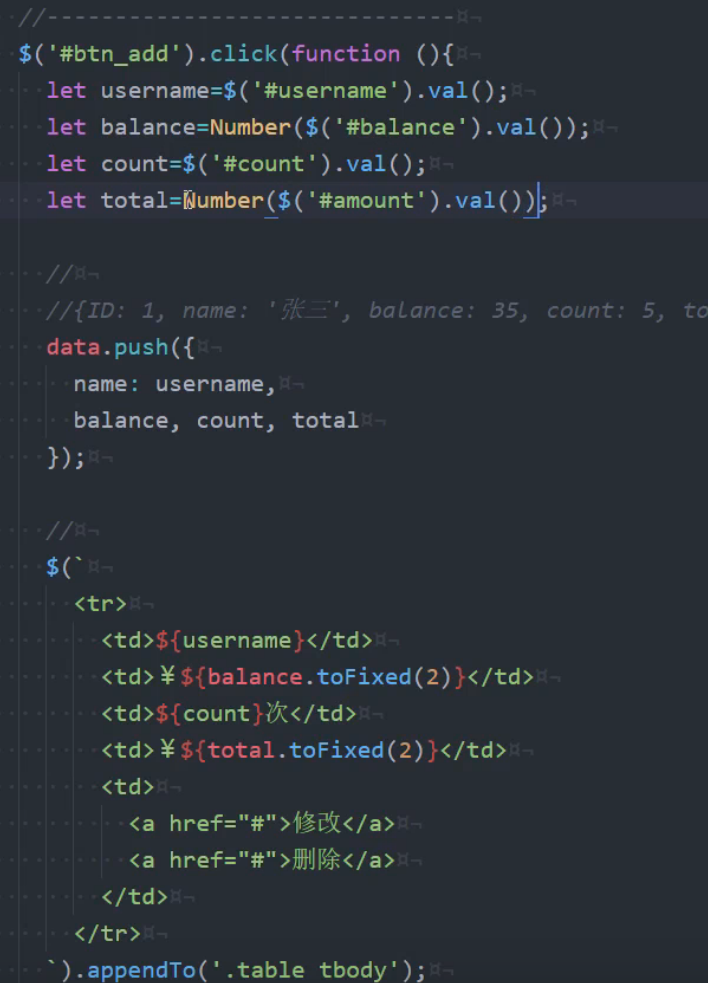 //------------------------------
$('#btn_add').click(function (){
let username=$('#username').val();
let balance=Number($('#balance').val());
let count=$('#count').val();
let total=Number($('#amount').val());
//
//{ID: 1, name: '张三', balance: 35, count: 5, to
data.push({
name: username,
balance, count, total
});
//
$(`
<tr>
<td>${username}</td>
<td>¥${balance.toFixed(2)}</td>
<td>${count}次</td>
<td>¥${total.toFixed(2)}</td>
<td>
<a href="#">修改</a>
<a href="#">删除</a>
</td>
</tr>
`).appendTo('.table tbody');